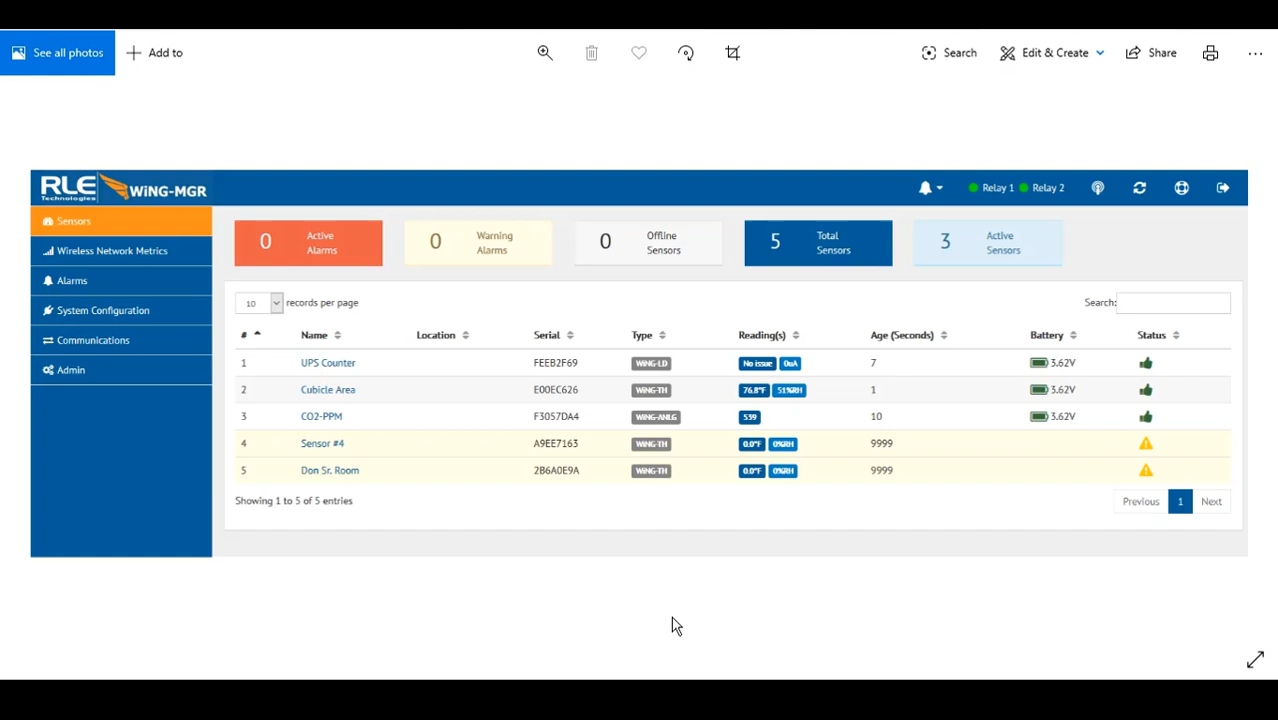 See all photos Add to Search Edit & Create Share
RLE Technologies WiNG-MGR Relay 1 Relay 2
Sensors
Wireless Network Metrics
Alarms
System Configuration
Communications
Admin
0 Active Alarms 0 Warning Alarms 0 Offline Sensors 5 Total Sensors 3 Active Sensors
10 records per page Search:
# Name Location Serial Type Reading(s) Age (Seconds) Battery Status
1 UPS Counter FEEB2F69 WiNG-LD No issue 0uA 7 3.62V
2 Cubicle Area E00EC626 WiNG-TH 76.8°F 51%RH 1 3.62V
3 CO2-PPM F3057DA4 WiNG-ANLG 539 10 3.62V
4 Sensor #4 A9EE7163 WiNG-TH 0.0°F 0%RH 9999
5 Don Sr. Room 2B6A0E9A WiNG-TH 0.0°F 0%RH 9999
Showing 1 to 5 of 5 entries Previous 1 Next